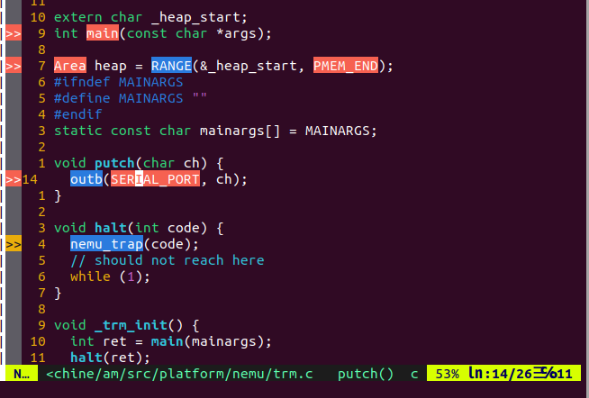 11
10 extern char _heap_start;
>> 9 int main(const char *args);
8
>> 7 Area heap = RANGE(&_heap_start, PMEM_END);
6 #ifndef MAINARGS
5 #define MAINARGS ""
4 #endif
3 static const char mainargs[] = MAINARGS;
2
1 void putch(char ch) {
>>14 outb(SERIAL_PORT, ch);
1 }
2
3 void halt(int code) {
>> 4 nemu_trap(code);
5 // should not reach here
6 while (1);
7 }
8
9 void _trm_init() {
10 int ret = main(mainargs);
11 halt(ret);
N… <chine/am/src/platform/nemu/trm.c putch() c 53% ln:14/26☰℅:11